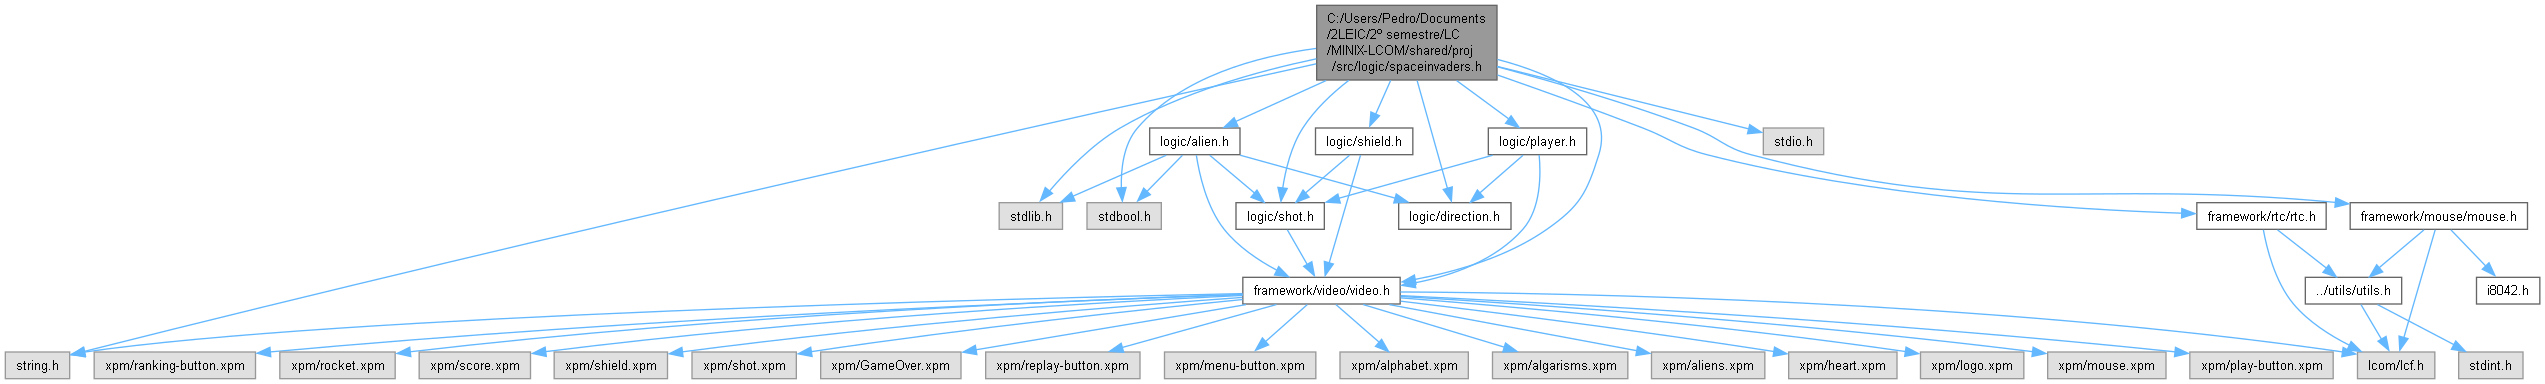 C:/Users/Pedro/Documents
/2LEIC/2º semestre/LC
/MINIX-LCOM/shared/proj
/src/logic/spaceinvaders.h
logic/alien.h
logic/shield.h
logic/player.h
stdio.h
stdlib.h
stdbool.h
logic/shot.h
logic/direction.h
framework/rtc/rtc.h
framework/mouse/mouse.h
framework/video/video.h
../utils/utils.h
i8042.h
string.h
xpm/ranking-button.xpm
xpm/rocket.xpm
xpm/score.xpm
xpm/shield.xpm
xpm/shot.xpm
xpm/GameOver.xpm
xpm/replay-button.xpm
xpm/menu-button.xpm
xpm/alphabet.xpm
xpm/algarisms.xpm
xpm/aliens.xpm
xpm/heart.xpm
xpm/logo.xpm
xpm/mouse.xpm
xpm/play-button.xpm
lcom/lcf.h
stdint.h